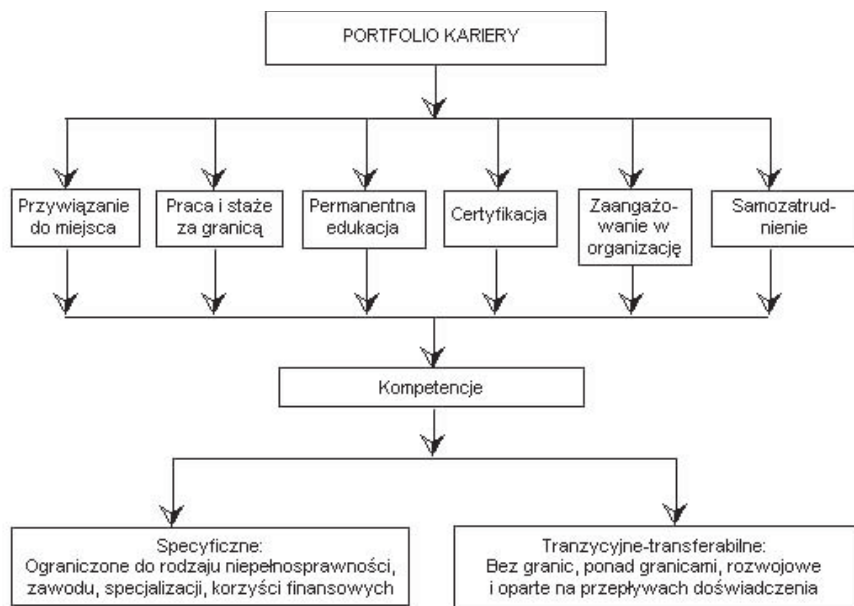 PORTFOLIO KARIERY
Przywiązanie
do miejsca
Praca i staże
za granicą
Permanentna
edukacja
Certyfikacja
Zaangażo-
wanie w
organizację
Samozatrud-
nienie
Kompetencje
Specyficzne:
Ograniczone do rodzaju niepełnosprawności,
zawodu, specjalizacji, korzyści finansowych
Tranzycyjne-transferabilne:
Bez granic, ponad granicami, rozwojowe
i oparte na przepływach doświadczenia